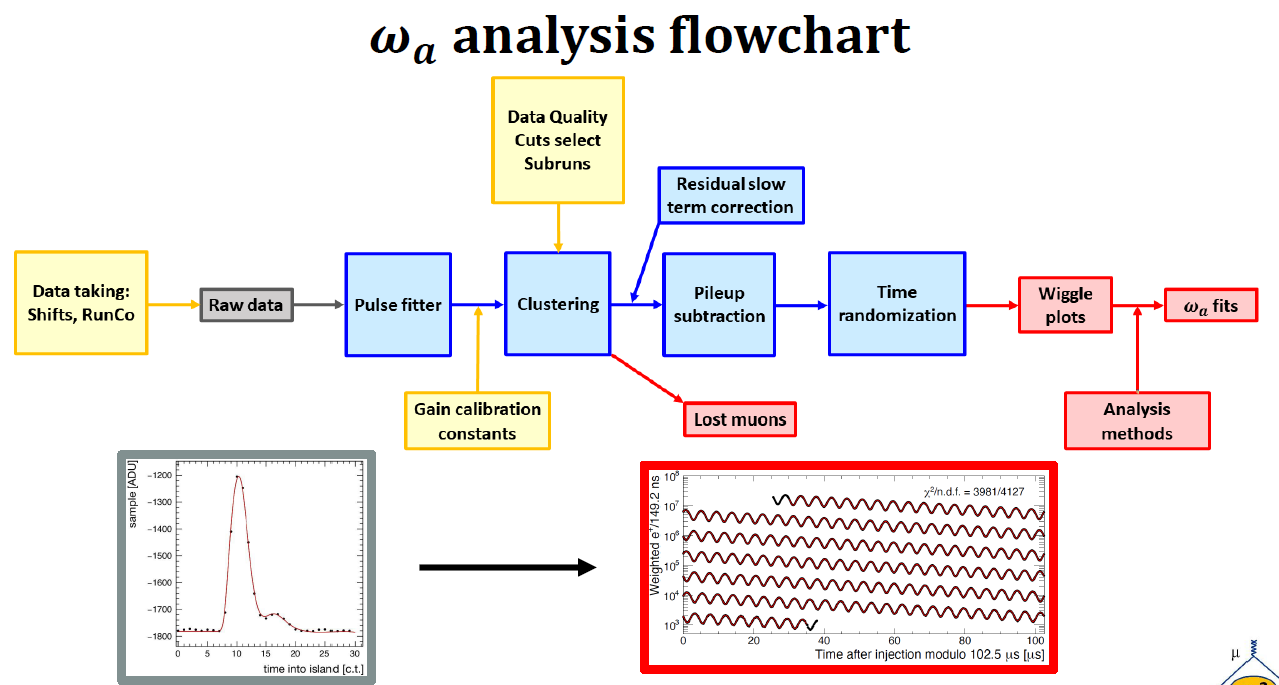 ωₐ analysis flowchart
Data Quality
Cuts select
Subruns
Residual slow
term correction
Data taking:
Shifts, RunCo
Raw data
Pulse fitter
Clustering
Pileup
subtraction
Time
randomization
Wiggle
plots
ωₐ fits
Gain calibration
constants
Lost muons
Analysis
methods
sample [ADU]
−1200
−1300
−1400
−1500
−1600
−1700
−1800
0 5 10 15 20 25 30
time into island [c.t.]
Weighted e⁺/149.2 ns
10⁸
10⁷
10⁶
10⁵
10⁴
10³
χ²/n.d.f. = 3981/4127
0 20 40 60 80 100
Time after injection modulo 102.5 μs [μs]
μ